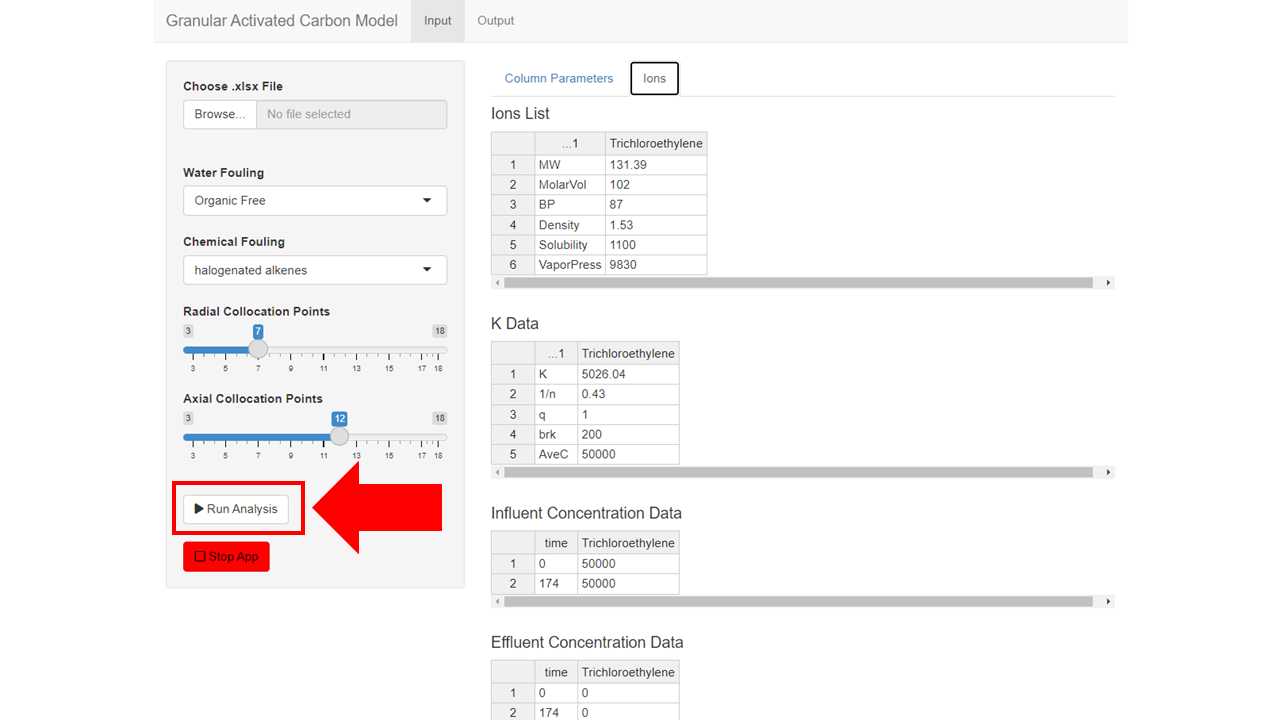 Granular Activated Carbon Model Input Output
Choose .xlsx File
Browse... No file selected
Water Fouling
Organic Free
Chemical Fouling
halogenated alkenes
Radial Collocation Points
3 7 18
3 5 7 9 11 13 15 17 18
Axial Collocation Points
3 12 18
3 5 7 9 11 13 15 17 18
Run Analysis
Stop App
Column Parameters Ions
Ions List
...1 Trichloroethylene
1 MW 131.39
2 MolarVol 102
3 BP 87
4 Density 1.53
5 Solubility 1100
6 VaporPress 9830
K Data
...1 Trichloroethylene
1 K 5026.04
2 1/n 0.43
3 q 1
4 brk 200
5 AveC 50000
Influent Concentration Data
time Trichloroethylene
1 0 50000
2 174 50000
Effluent Concentration Data
time Trichloroethylene
1 0 0
2 174 0